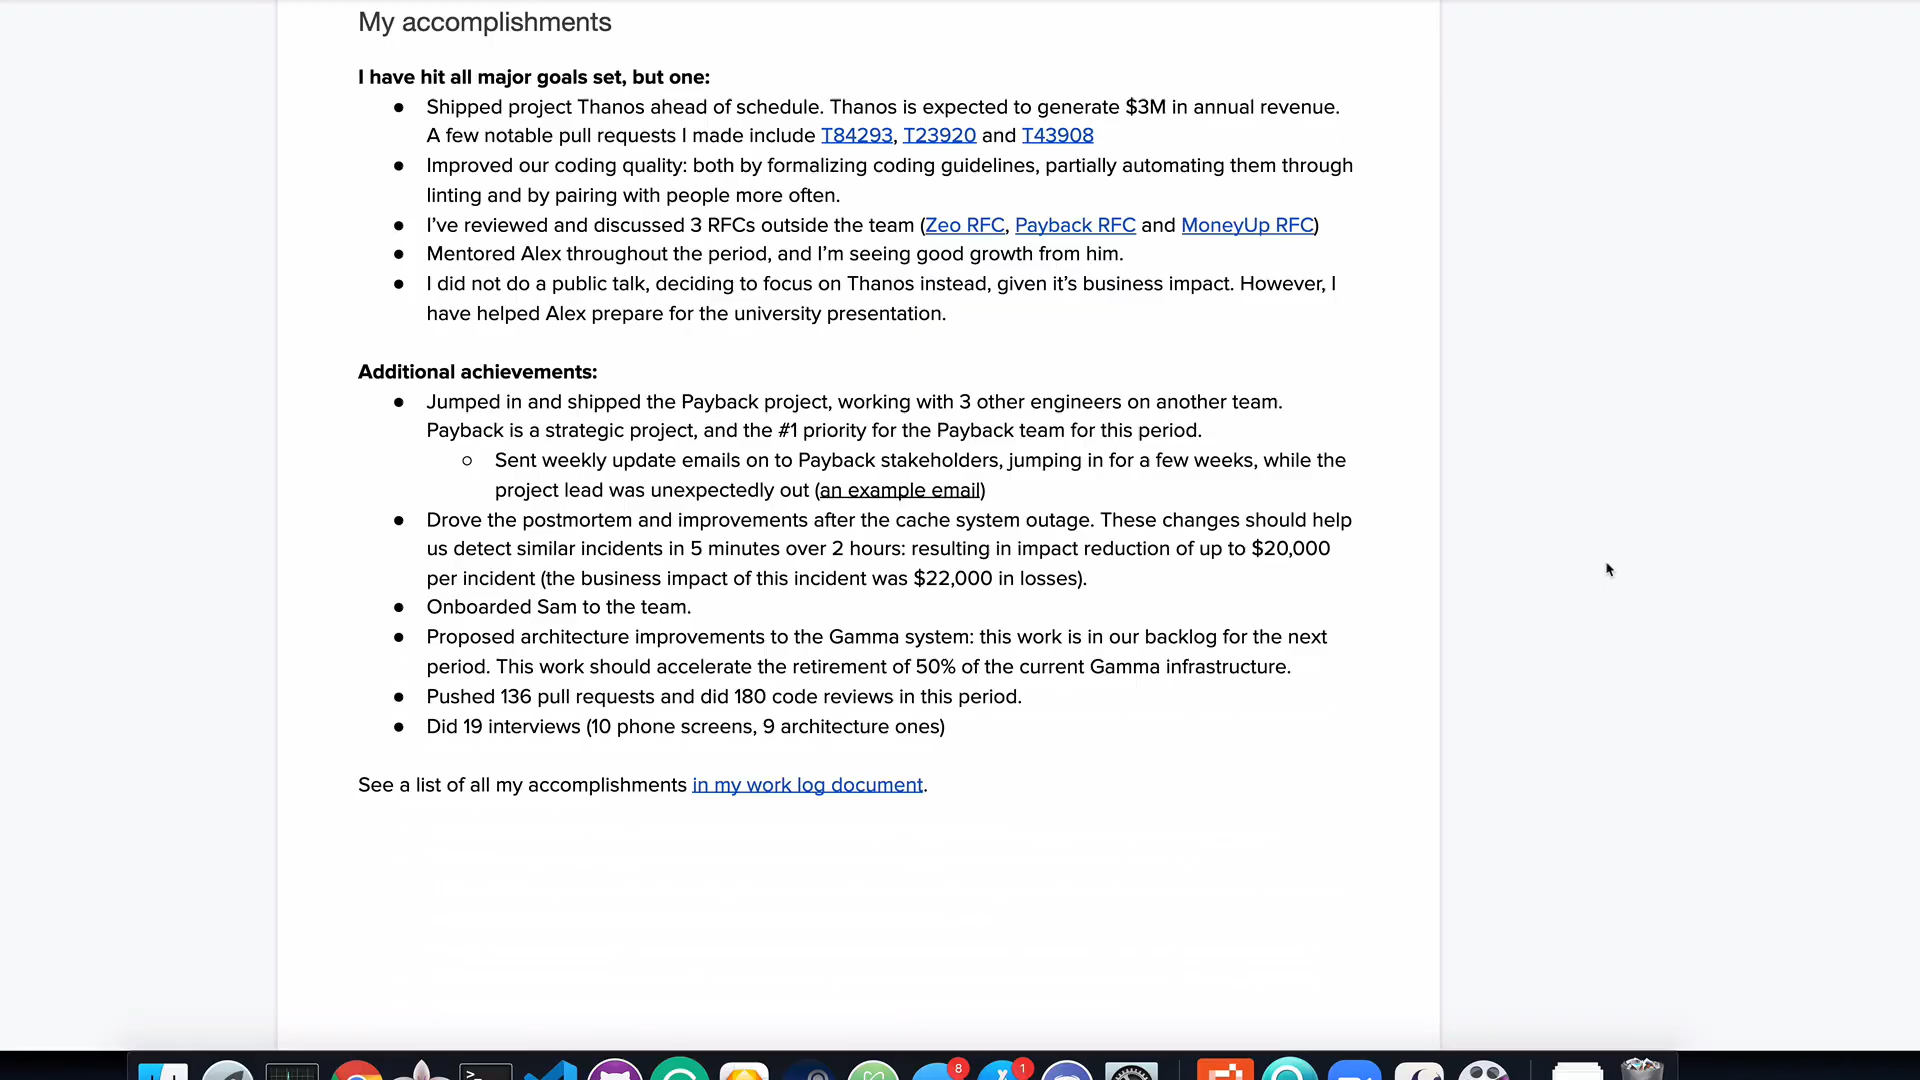 My accomplishments
I have hit all major goals set, but one:
● Shipped project Thanos ahead of schedule. Thanos is expected to generate $3M in annual revenue.
A few notable pull requests I made include T84293, T23920 and T43908
● Improved our coding quality: both by formalizing coding guidelines, partially automating them through
linting and by pairing with people more often.
● I’ve reviewed and discussed 3 RFCs outside the team (Zeo RFC, Payback RFC and MoneyUp RFC)
● Mentored Alex throughout the period, and I’m seeing good growth from him.
● I did not do a public talk, deciding to focus on Thanos instead, given it’s business impact. However, I
have helped Alex prepare for the university presentation.
Additional achievements:
● Jumped in and shipped the Payback project, working with 3 other engineers on another team.
Payback is a strategic project, and the #1 priority for the Payback team for this period.
○ Sent weekly update emails on to Payback stakeholders, jumping in for a few weeks, while the
project lead was unexpectedly out (an example email)
● Drove the postmortem and improvements after the cache system outage. These changes should help
us detect similar incidents in 5 minutes over 2 hours: resulting in impact reduction of up to $20,000
per incident (the business impact of this incident was $22,000 in losses).
● Onboarded Sam to the team.
● Proposed architecture improvements to the Gamma system: this work is in our backlog for the next
period. This work should accelerate the retirement of 50% of the current Gamma infrastructure.
● Pushed 136 pull requests and did 180 code reviews in this period.
● Did 19 interviews (10 phone screens, 9 architecture ones)
See a list of all my accomplishments in my work log document.
8 1